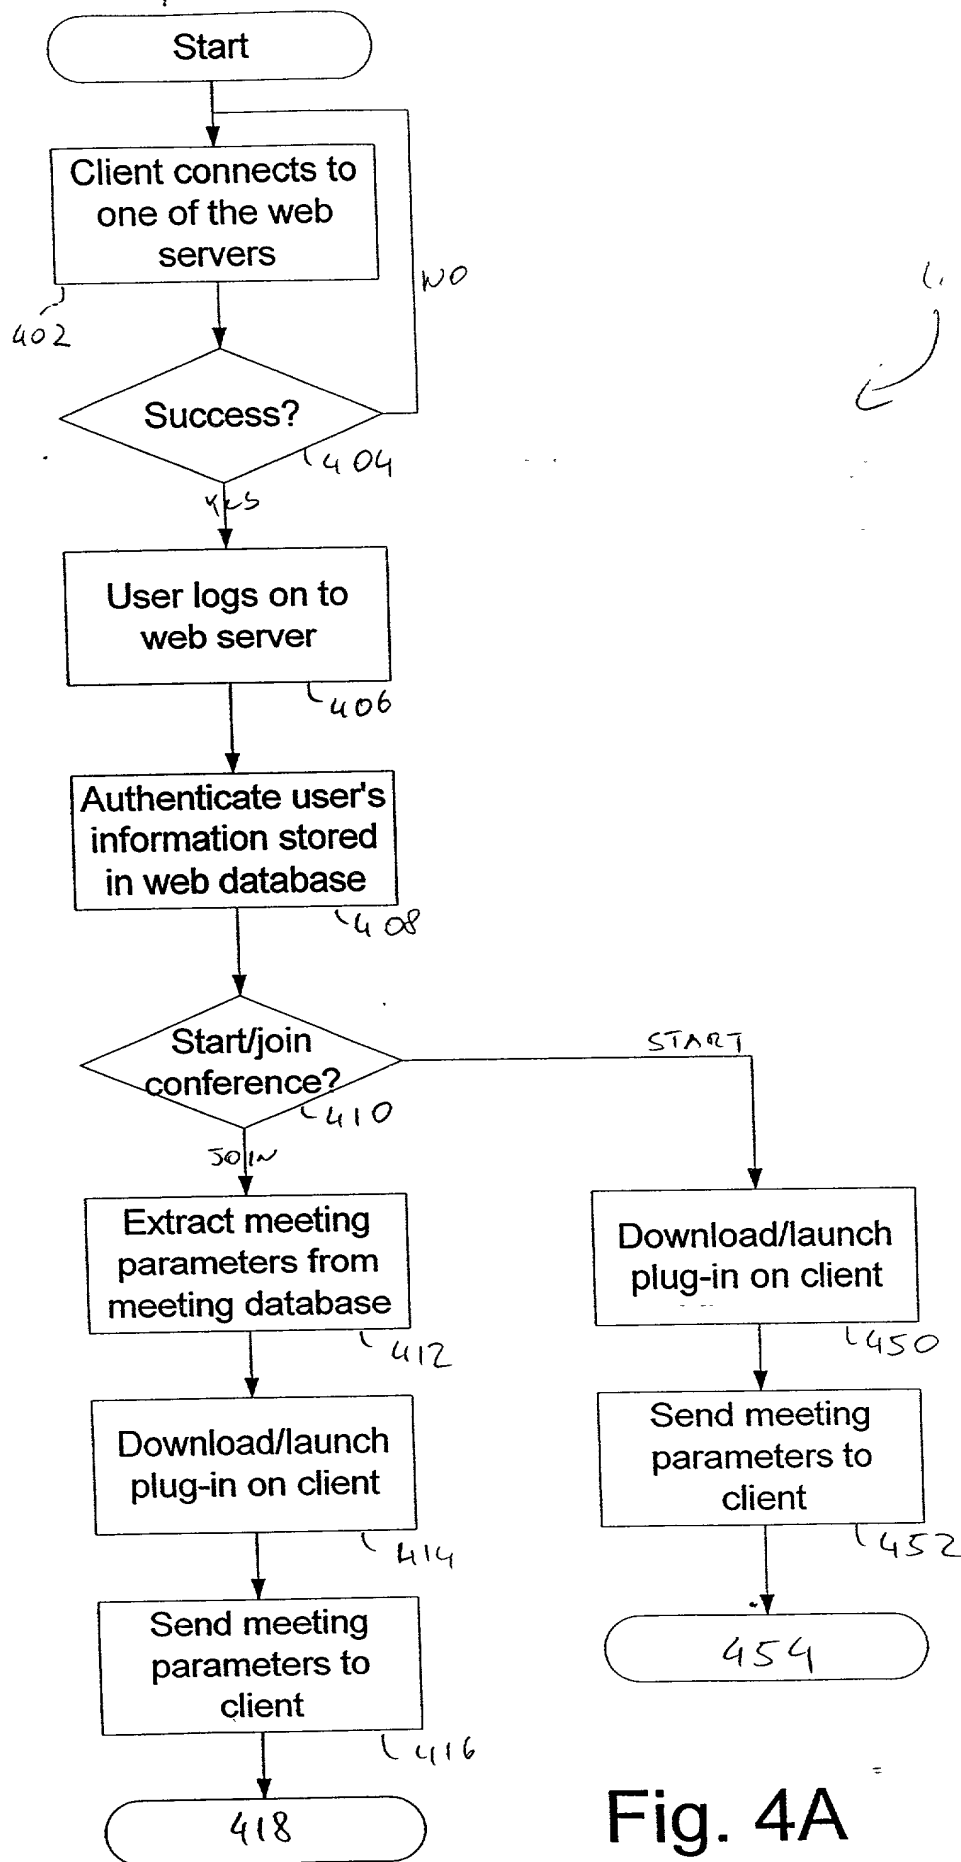 Start
Client connects to
one of the web
servers
NO
402
Success?
404
YES
User logs on to
web server
406
Authenticate user's
information stored
in web database
408
Start/join
conference?
START
410
JOIN
Extract meeting
parameters from
meeting database
412
Download/launch
plug-in on client
450
Download/launch
plug-in on client
414
Send meeting
parameters to
client
452
Send meeting
parameters to
client
416
454
418
Fig. 4A